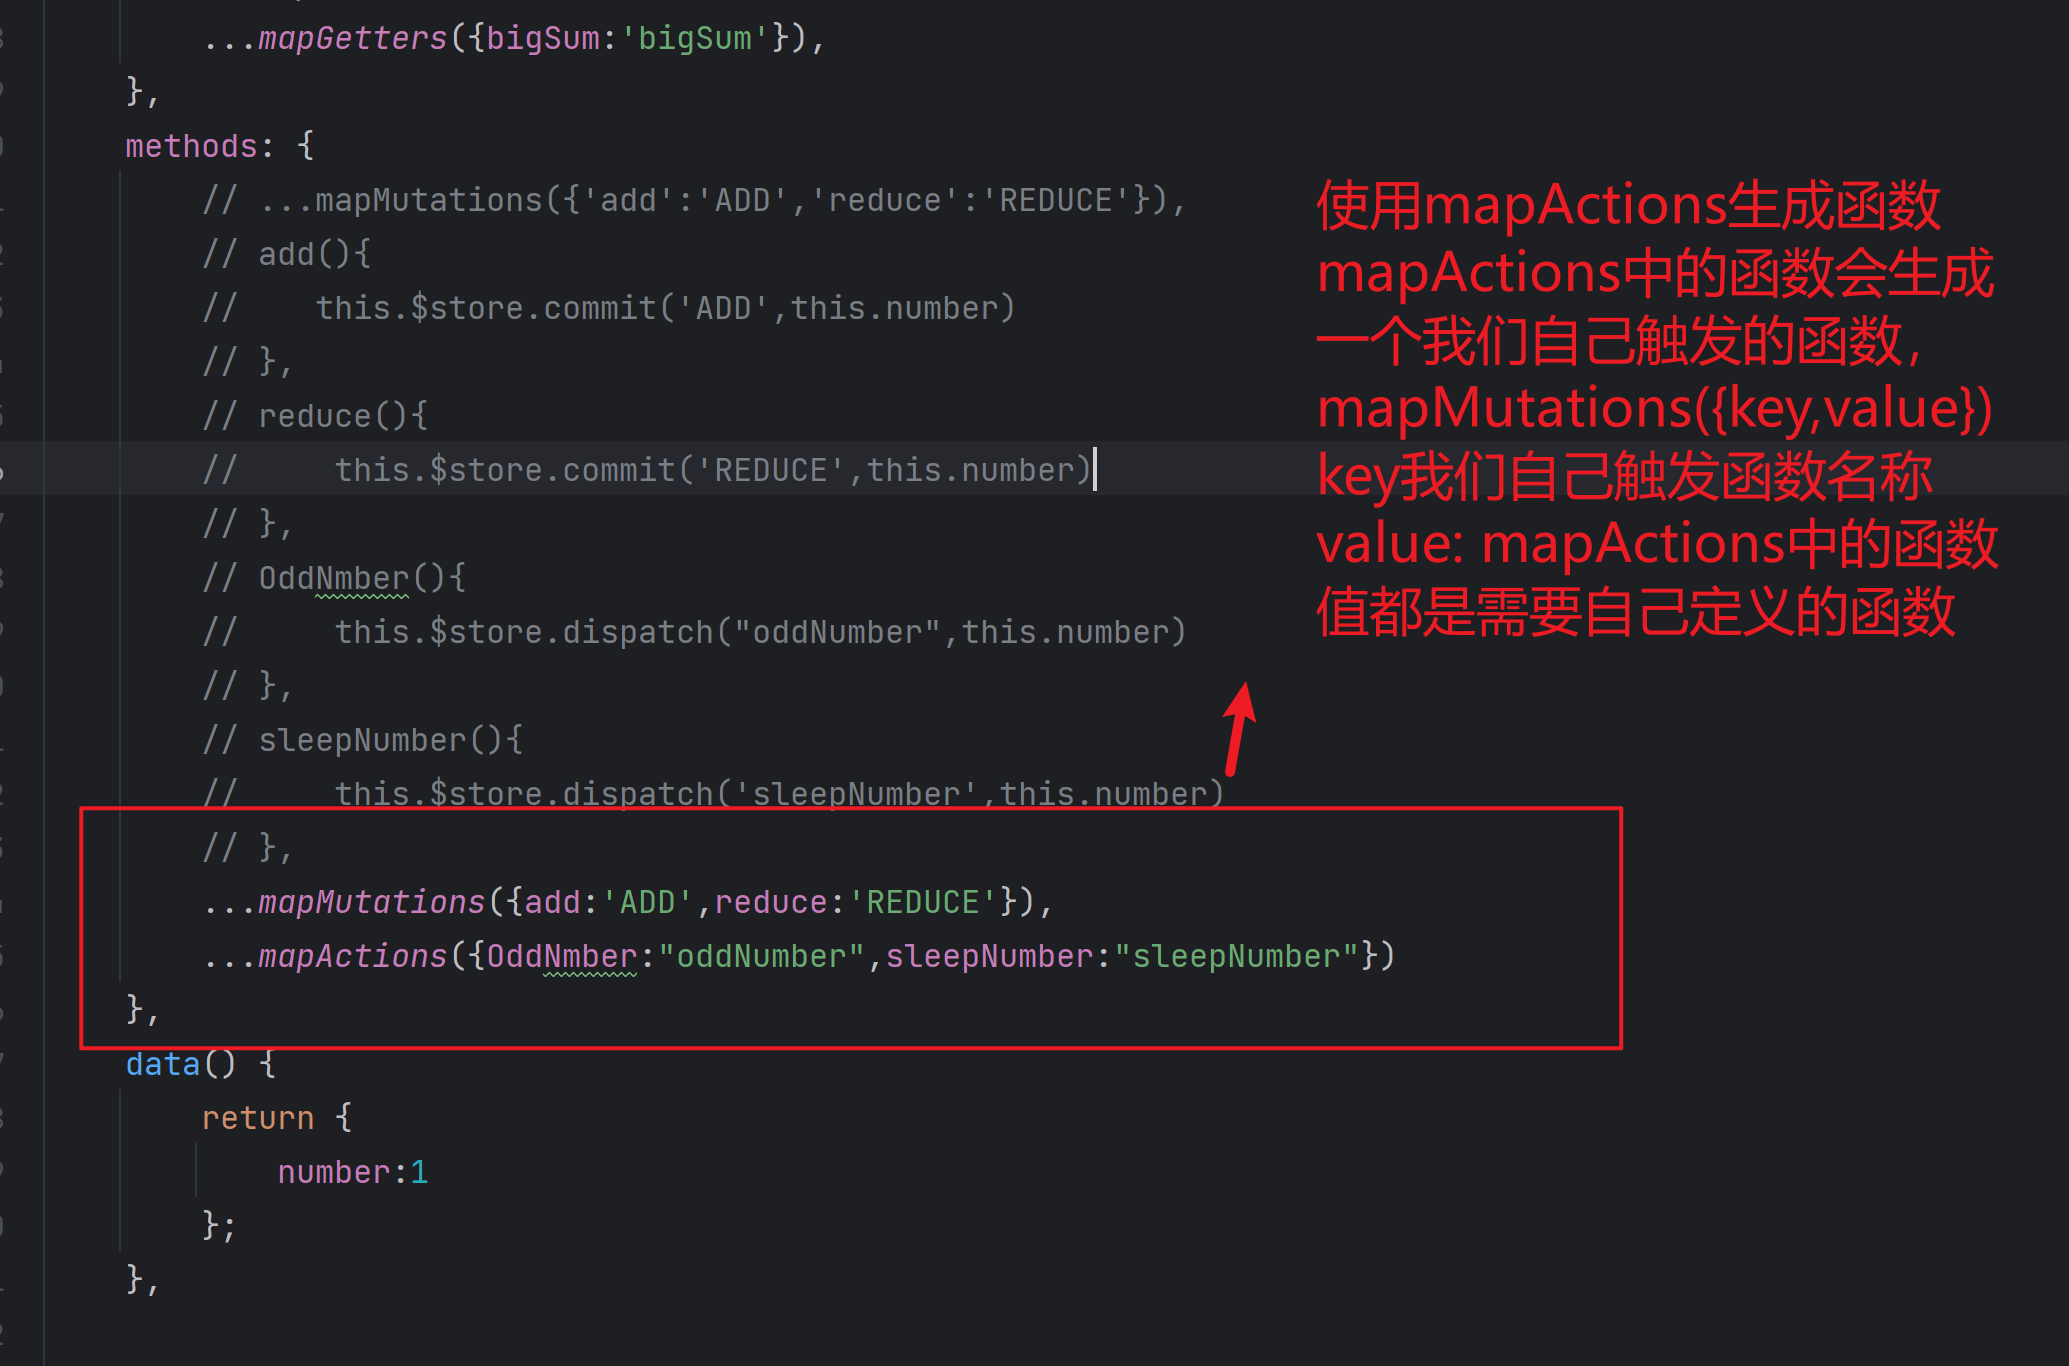 ...mapGetters({bigSum:'bigSum'}),
},
methods: {
// ...mapMutations({'add':'ADD','reduce':'REDUCE'}),
// add(){
//    this.$store.commit('ADD',this.number)
// },
// reduce(){
//     this.$store.commit('REDUCE',this.number)
// },
// OddNmber(){
//     this.$store.dispatch("oddNumber",this.number)
// },
// sleepNumber(){
//     this.$store.dispatch('sleepNumber',this.number)
// },
...mapMutations({add:'ADD',reduce:'REDUCE'}),
...mapActions({OddNmber:"oddNumber",sleepNumber:"sleepNumber"})
},
data() {
return {
number:1
};
},
使用mapActions生成函数
mapActions中的函数会生成
一个我们自己触发的函数，
mapMutations({key,value})
key我们自己触发函数名称
value: mapActions中的函数
值都是需要自己定义的函数